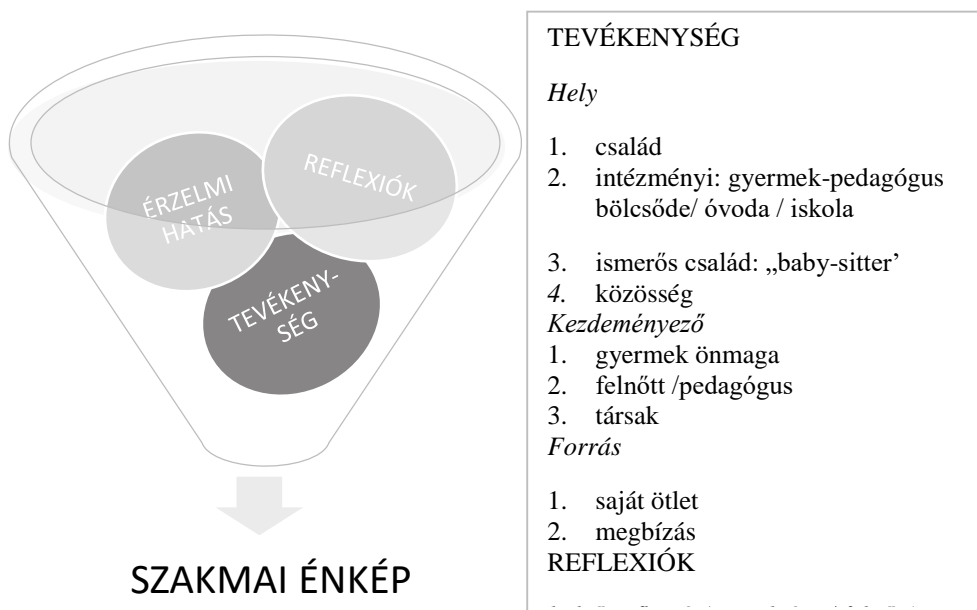 ÉRZELMI
HATÁS
REFLEXIÓK
TEVÉKENY-
SÉG
SZAKMAI ÉNKÉP
TEVÉKENYSÉG
Hely
1. család
2. intézményi: gyermek-pedagógus
bölcsőde/ óvoda / iskola
3. ismerős család: „baby-sitter’
4. közösség
Kezdeményező
1. gyermek önmaga
2. felnőtt /pedagógus
3. társak
Forrás
1. saját ötlet
2. megbízás
REFLEXIÓK